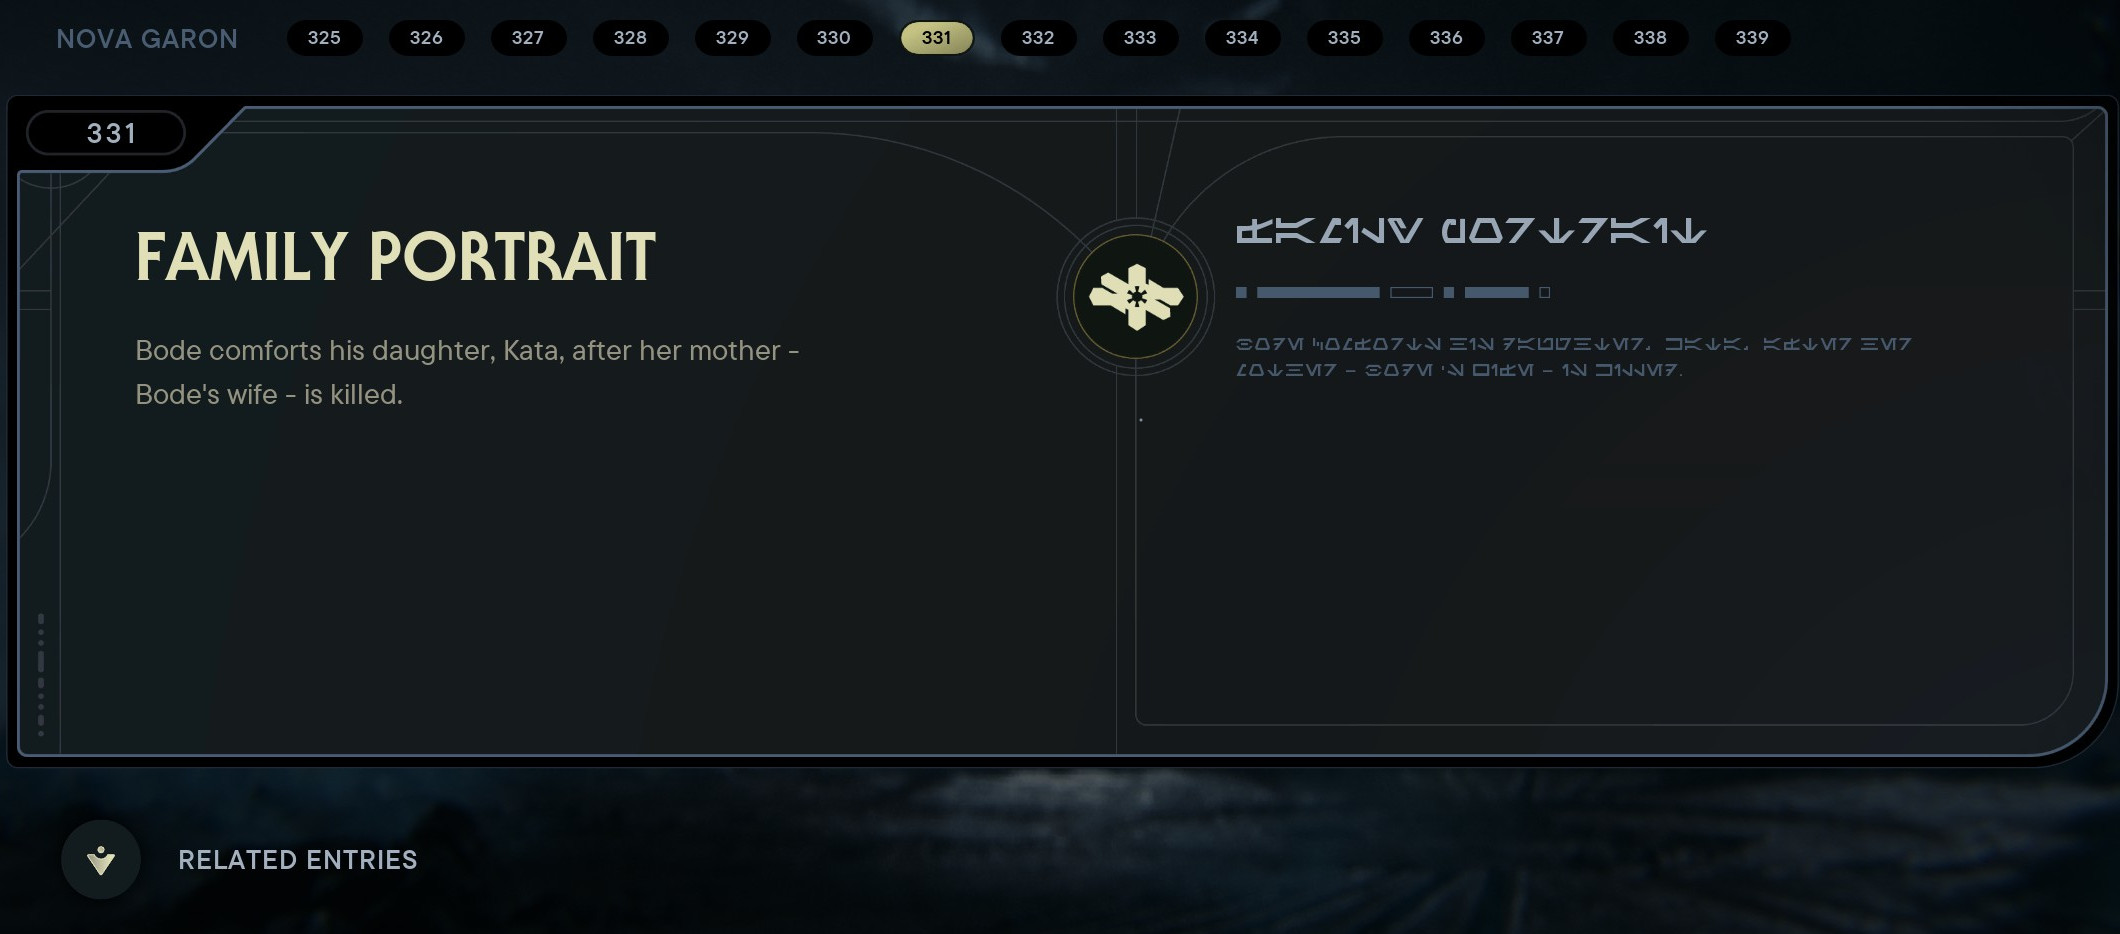 NOVA GARON 325 326 327 328 329 330 331 332 333 334 335 336 337 338 339
331
FAMILY PORTRAIT
Bode comforts his daughter, Kata, after her mother -
Bode's wife - is killed.
RELATED ENTRIES